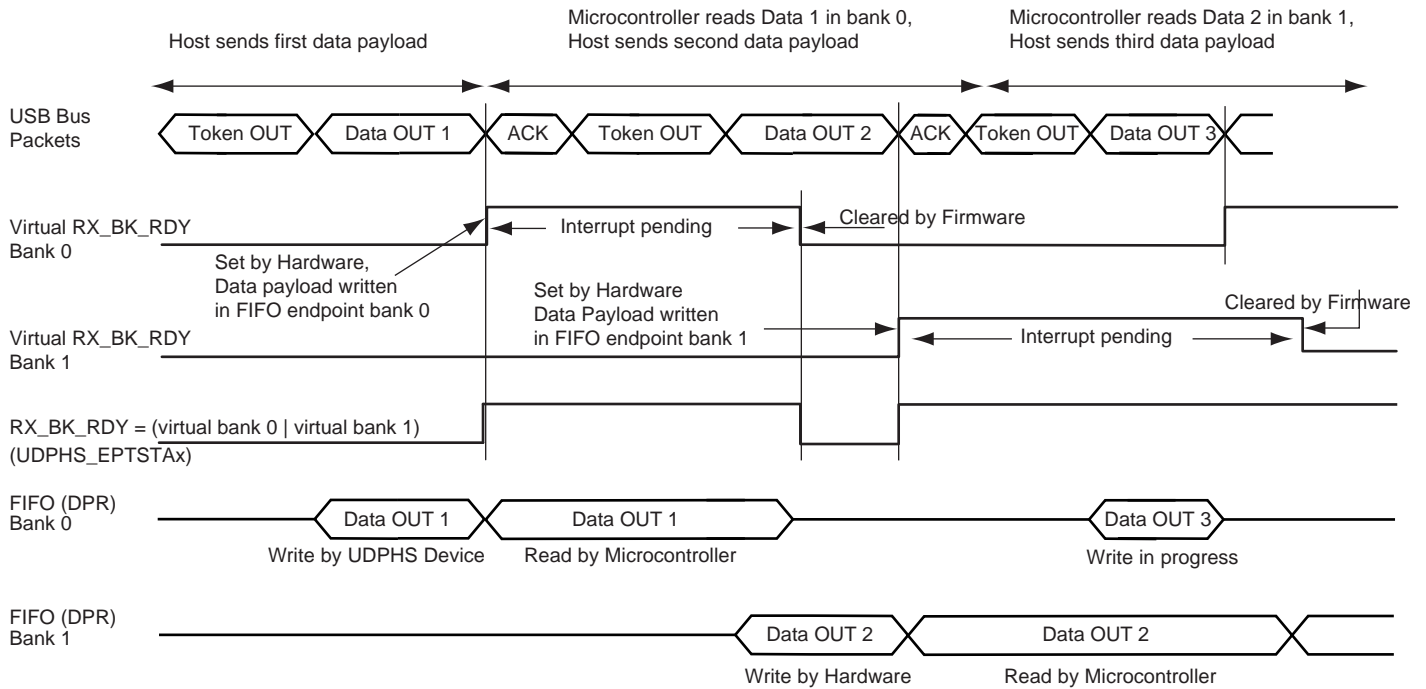 Host sends first data payload
Microcontroller reads Data 1 in bank 0,
Host sends second data payload
Microcontroller reads Data 2 in bank 1,
Host sends third data payload
USB Bus
Packets
Token OUT
Data OUT 1
ACK
Token OUT
Data OUT 2
ACK
Token OUT
Data OUT 3
Virtual RX_BK_RDY
Bank 0
Interrupt pending
Cleared by Firmware
Set by Hardware,
Data payload written
in FIFO endpoint bank 0
Set by Hardware
Data Payload written
in FIFO endpoint bank 1
Cleared by Firmware
Virtual RX_BK_RDY
Bank 1
Interrupt pending
RX_BK_RDY = (virtual bank 0 | virtual bank 1)
(UDPHS_EPTSTAx)
FIFO (DPR)
Bank 0
Data OUT 1
Data OUT 1
Data OUT 3
Write by UDPHS Device
Read by Microcontroller
Write in progress
FIFO (DPR)
Bank 1
Data OUT 2
Data OUT 2
Write by Hardware
Read by Microcontroller